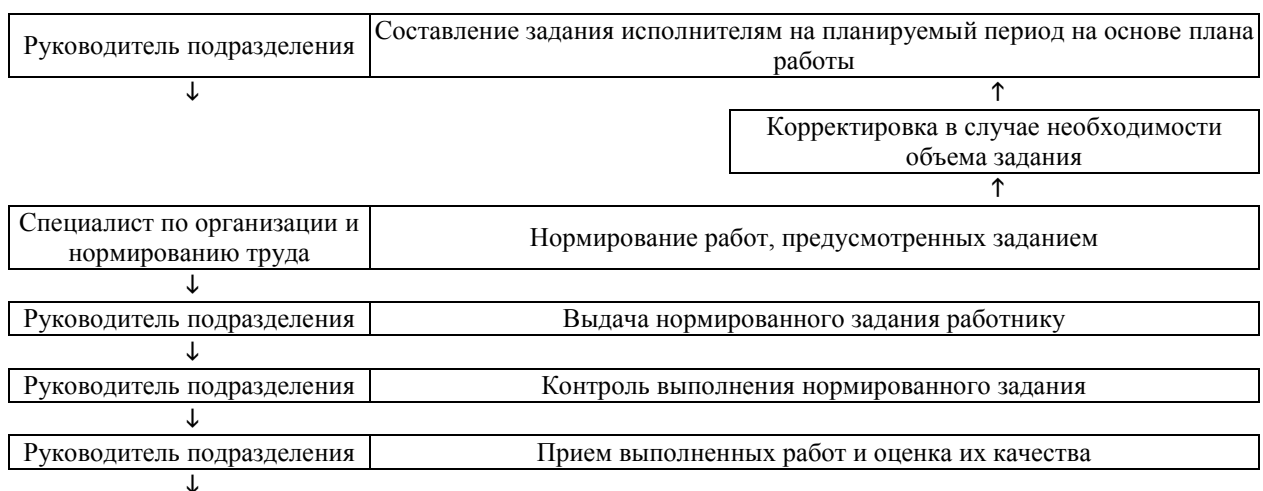 Руководитель подразделения
Составление задания исполнителям на планируемый период на основе плана
работы
↓
↑
Корректировка в случае необходимости
объема задания
↑
Специалист по организации и
нормированию труда
Нормирование работ, предусмотренных заданием
↓
Руководитель подразделения
Выдача нормированного задания работнику
↓
Руководитель подразделения
Контроль выполнения нормированного задания
↓
Руководитель подразделения
Прием выполненных работ и оценка их качества
↓